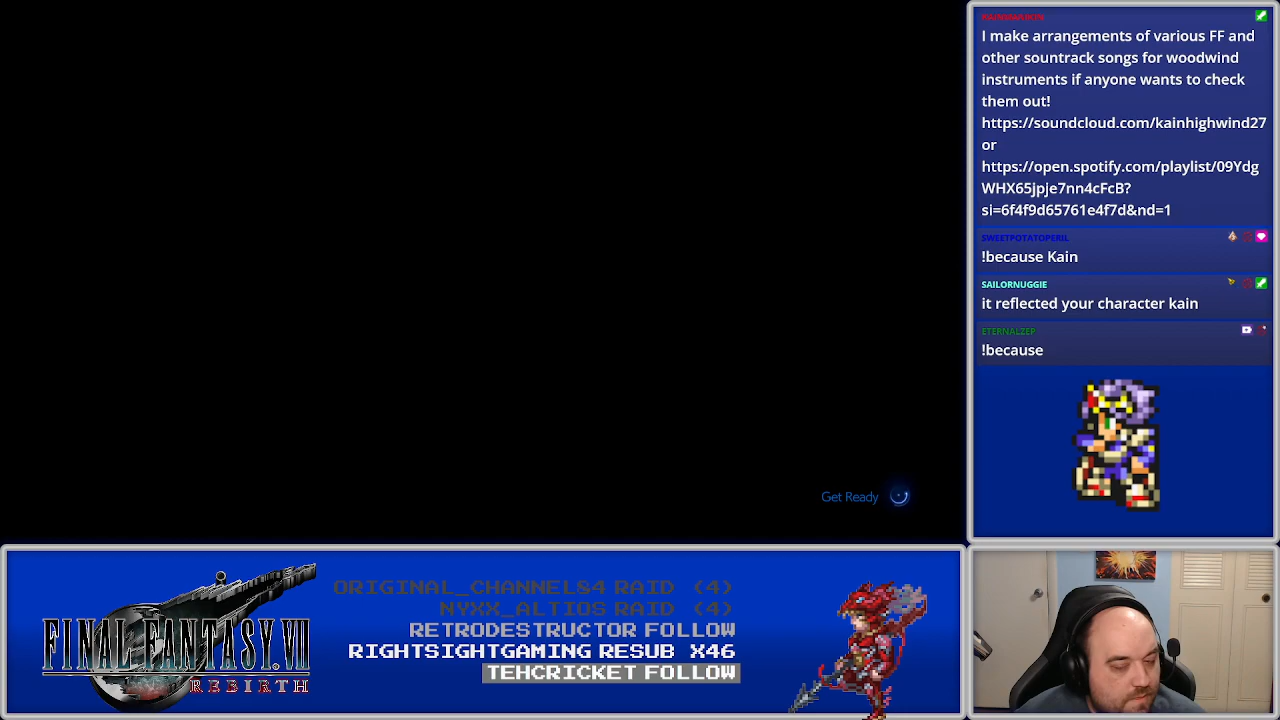 I make arrangements of various FF and
other sountrack songs for woodwind
instruments if anyone wants to check
them out!
https://soundcloud.com/kainhighwind27
or
https://open.spotify.com/playlist/09Ydg
WHX65jpje7nn4cFcB?
si=6f4f9d65761e4f7d&nd=1
SWEETPOTATOPERIL
!because Kain
SAILORNUGGIE
it reflected your character kain
ETERNALZEP
!because
Get Ready
FINAL FANTASY VII
REBIRTH
ORIGINAL_CHANNEL84 RAID (4)
NYXX_ALTIOS RAID (4)
RETRODESTRUCTOR FOLLOW
RIGHTSIGHTGAMING RESUB X46
TEHCRICKET FOLLOW